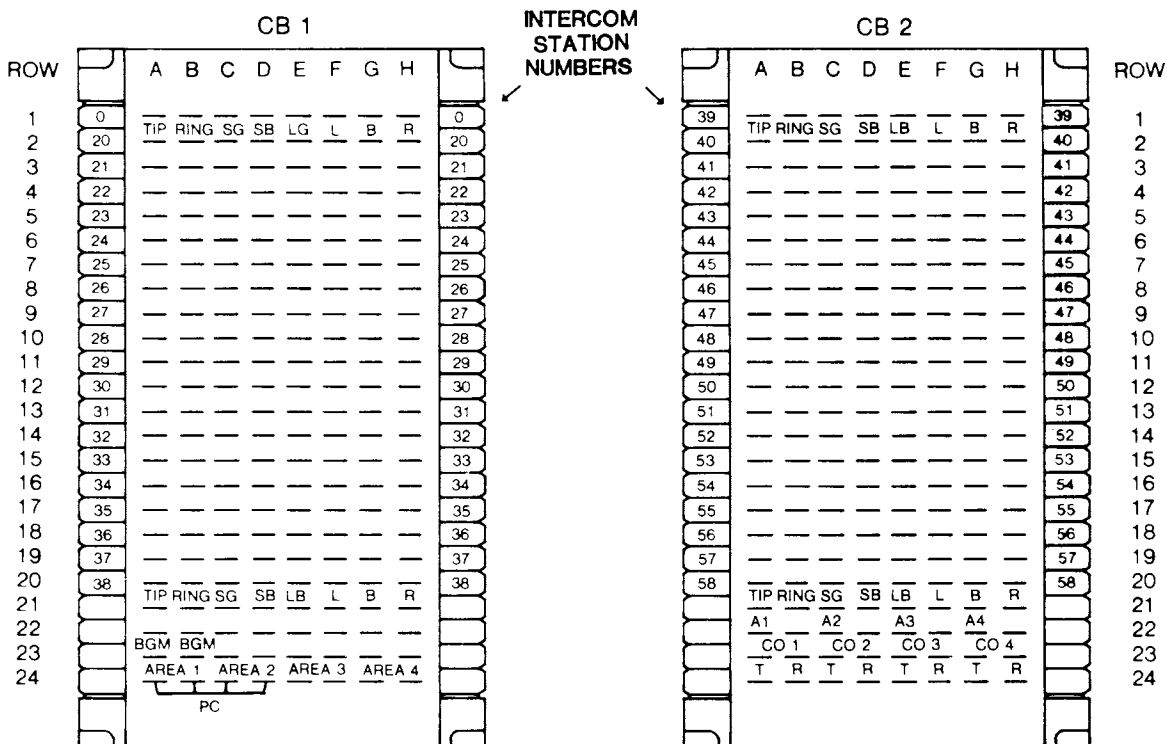 CB 1
INTERCOM
STATION
NUMBERS
CB 2
ROW A B C D E F G H
A B C D E F G H ROW
1 0 TIP RING SG SB LG L B R 0
39 TIP RING SG SB LB L B R 39 1
2 20 20 40 40 2
3 21 21 41 41 3
4 22 22 42 42 4
5 23 23 43 43 5
6 24 24 44 44 6
7 25 25 45 45 7
8 26 26 46 46 8
9 27 27 47 47 9
10 28 28 48 48 10
11 29 29 49 49 11
12 30 30 50 50 12
13 31 31 51 51 13
14 32 32 52 52 14
15 33 33 53 53 15
16 34 34 54 54 16
17 35 35 55 55 17
18 36 36 56 56 18
19 37 37 57 57 19
20 38 38 58 58 20
TIP RING SG SB LB L B R
TIP RING SG SB LB L B R
21 21
A1 A2 A3 A4
22 22
BGM BGM
CO 1 CO 2 CO 3 CO 4
23 23
AREA 1 AREA 2 AREA 3 AREA 4
T R T R T R T R
24 24
PC